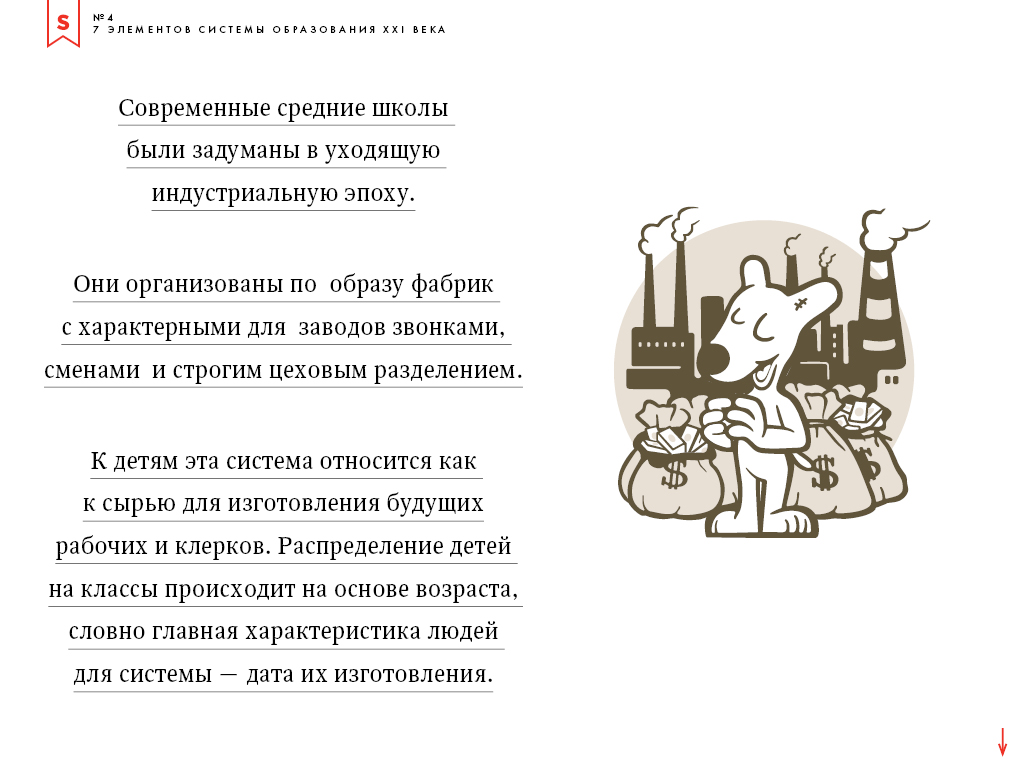 S
№4
7 ЭЛЕМЕНТОВ СИСТЕМЫ ОБРАЗОВАНИЯ XXI ВЕКА
Современные средние школы
были задуманы в уходящую
индустриальную эпоху.
Они организованы по образу фабрик
с характерными для заводов звонками,
сменами и строгим цеховым разделением.
К детям эта система относится как
к сырью для изготовления будущих
рабочих и клерков. Распределение детей
на классы происходит на основе возраста,
словно главная характеристика людей
для системы — дата их изготовления.
$
$
$